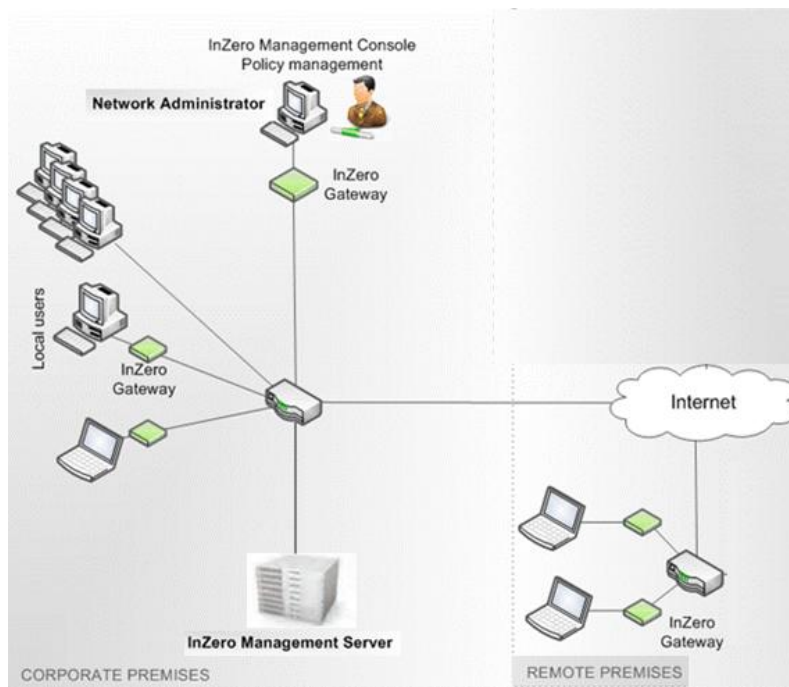 InZero Management Console
Policy management
Network Administrator
InZero
Gateway
Local users
InZero
Gateway
Internet
InZero
Gateway
InZero Management Server
CORPORATE PREMISES
REMOTE PREMISES